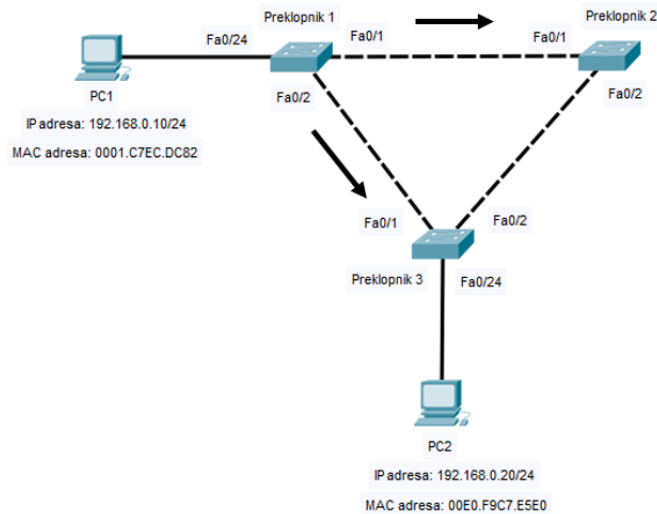 Preklopnik 1
Preklopnik 2
Fa0/24
Fa0/1
Fa0/1
PC1
Fa0/2
Fa0/2
IP adresa: 192.168.0.10/24
MAC adresa: 0001.C7EC.DC82
Fa0/1
Fa0/2
Preklopnik 3
Fa0/24
PC2
IP adresa: 192.168.0.20/24
MAC adresa: 00E0.F9C7.E5E0